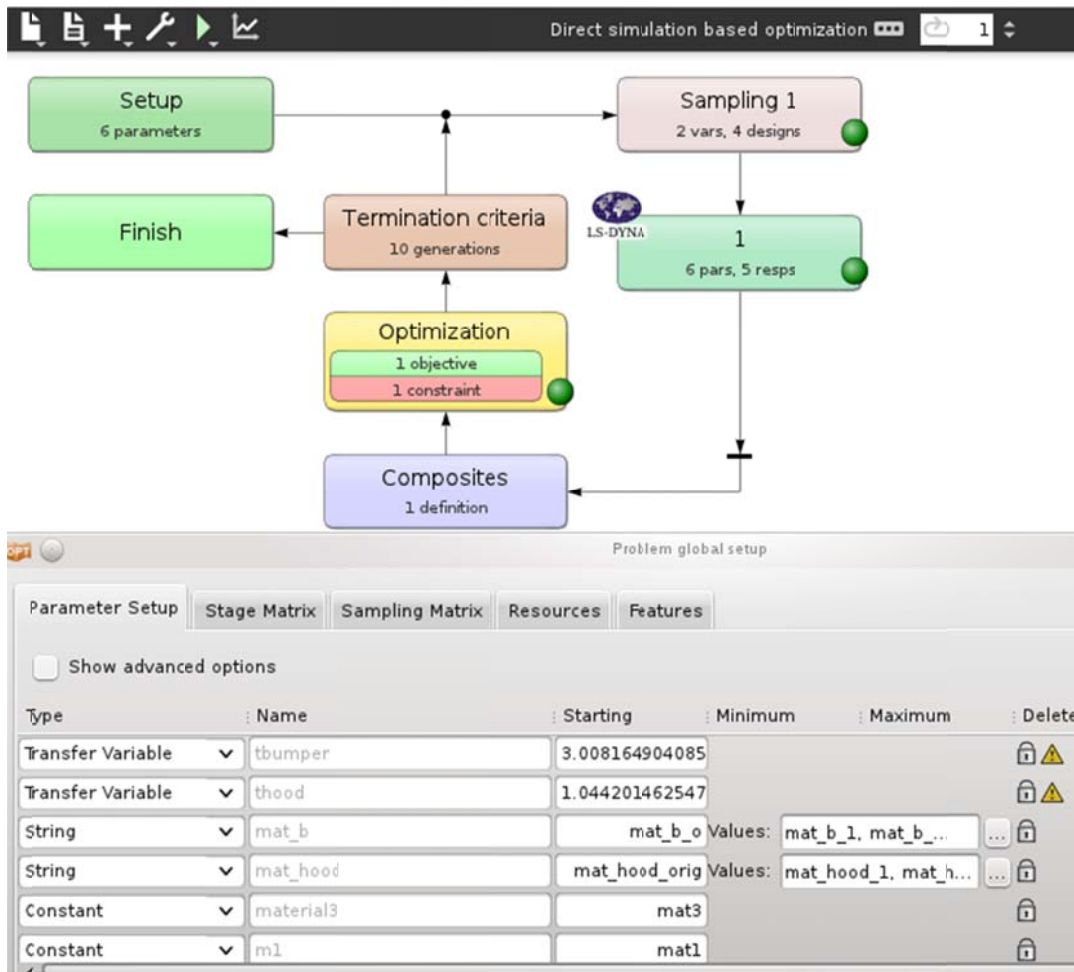 Direct simulation based optimization 1
Setup
6 parameters
Sampling 1
2 vars, 4 designs
Finish
Termination criteria
10 generations
LS-DYNA
1
6 pars, 5 resps
Optimization
1 objective
1 constraint
Composites
1 definition
OPT
Problem global setup
Parameter Setup Stage Matrix Sampling Matrix Resources Features
Show advanced options
Type Name Starting Minimum Maximum Delete
Transfer Variable tbumper 3.008164904085
Transfer Variable thood 1.044201462547
String mat_b mat_b_o Values: mat_b_1, mat_b_... ...
String mat_hood mat_hood_orig Values: mat_hood_1, mat_h... ...
Constant material3 mat3
Constant m1 mat1